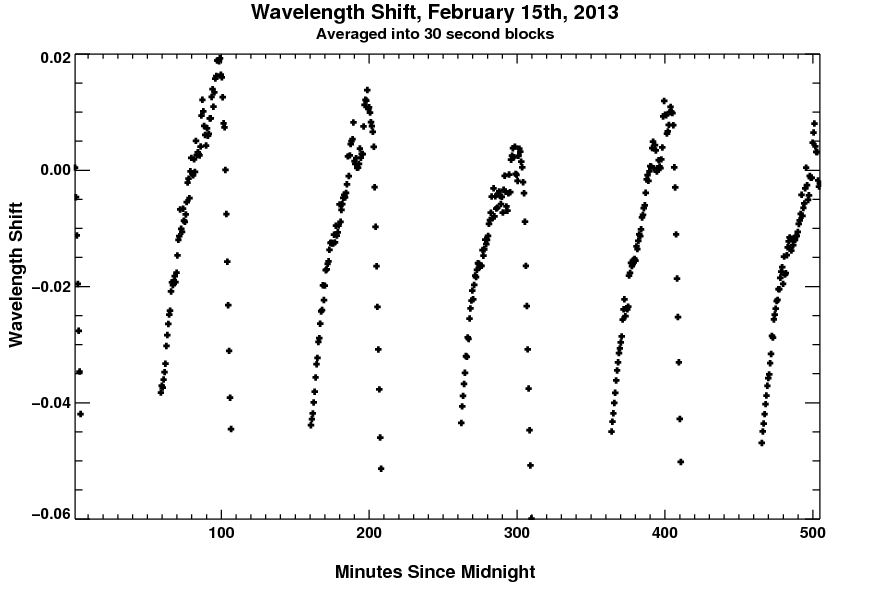 Wavelength Shift, February 15th, 2013
Averaged into 30 second blocks
0.02
0.00
−0.02
−0.04
−0.06
Wavelength Shift
100 200 300 400 500
Minutes Since Midnight